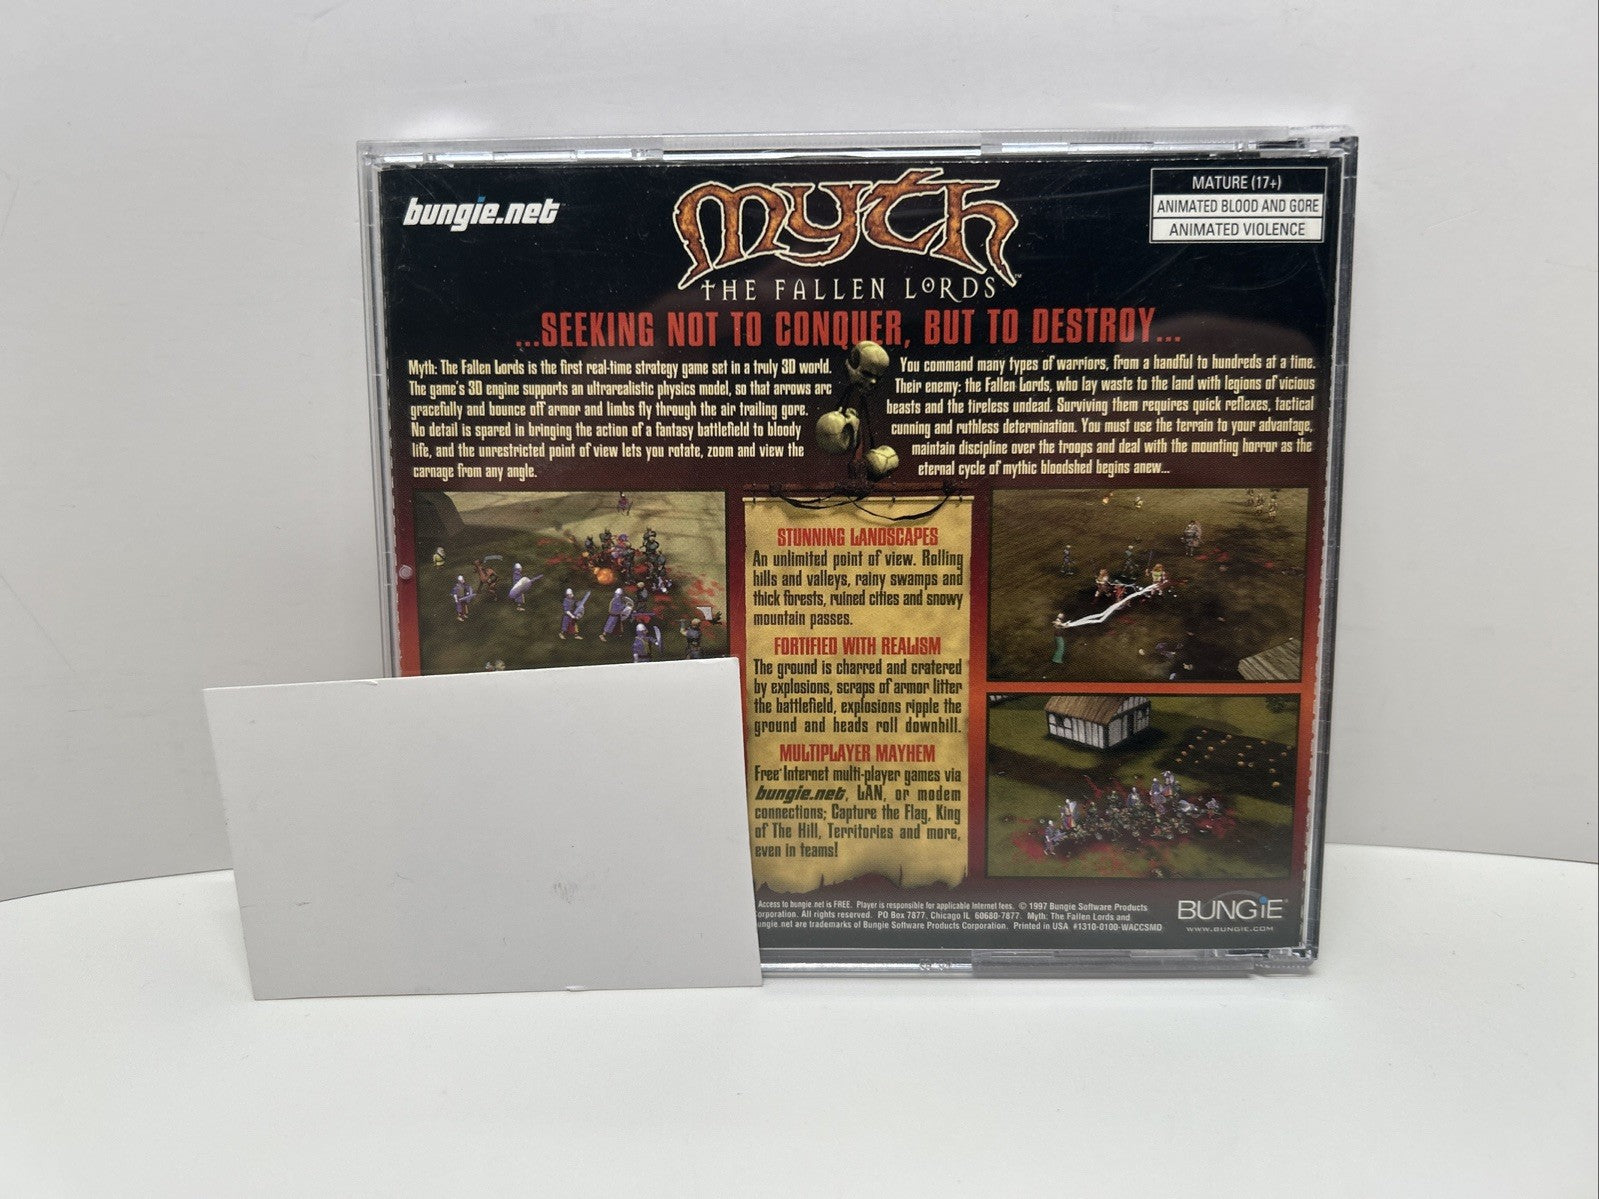 bungie.net
myth
THE FALLEN LORDS™
MATURE (17+)
ANIMATED BLOOD AND GORE
ANIMATED VIOLENCE
...SEEKING NOT TO CONQUER, BUT TO DESTROY...
Myth: The Fallen Lords is the first real-time strategy game set in a truly 3D world.
The game's 3D engine supports an ultrarealistic physics model, so that arrows arc
gracefully and bounce off armor and limbs fly through the air trailing gore.
No detail is spared in bringing the action of a fantasy battlefield to bloody
life, and the unrestricted point of view lets you rotate, zoom and view the
carnage from any angle.
You command many types of warriors, from a handful to hundreds at a time.
Their enemy: the Fallen Lords, who lay waste to the land with legions of vicious
beasts and the tireless undead. Surviving them requires quick reflexes, tactical
cunning and ruthless determination. You must use the terrain to your advantage,
maintain discipline over the troops and deal with the mounting horror as the
eternal cycle of mythic bloodshed begins anew...
STUNNING LANDSCAPES
An unlimited point of view. Rolling
hills and valleys, rainy swamps and
thick forests, ruined cities and snowy
mountain passes.
FORTIFIED WITH REALISM
The ground is charred and cratered
by explosions, scraps of armor litter
the battlefield, explosions ripple the
ground and heads roll downhill.
MULTIPLAYER MAYHEM
Free* Internet multi-player games via
bungie.net, LAN, or modem
connections; Capture the Flag, King
of The Hill, Territories and more,
even in teams!
Access to bungie.net is FREE. Player is responsible for applicable Internet fees. © 1997 Bungie Software Products
Corporation. All rights reserved. PO Box 7877, Chicago IL 60680-7877. Myth: The Fallen Lords and
bungie.net are trademarks of Bungie Software Products Corporation. Printed in USA #1310-0100-WACCSMD
BUNGiE
WWW.BUNGIE.COM